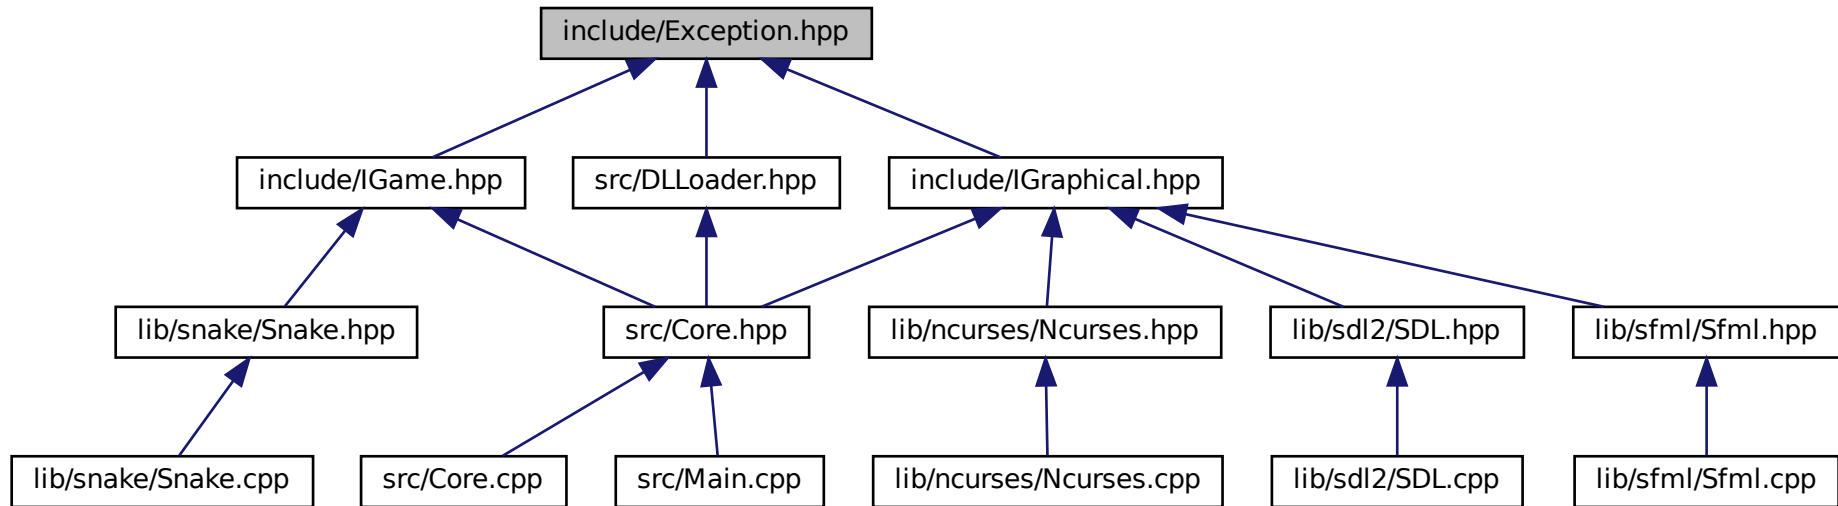 include/Exception.hpp
include/IGame.hpp
src/DLLoader.hpp
include/IGraphical.hpp
lib/snake/Snake.hpp
src/Core.hpp
lib/ncurses/Ncurses.hpp
lib/sdl2/SDL.hpp
lib/sfml/Sfml.hpp
lib/snake/Snake.cpp
src/Core.cpp
src/Main.cpp
lib/ncurses/Ncurses.cpp
lib/sdl2/SDL.cpp
lib/sfml/Sfml.cpp